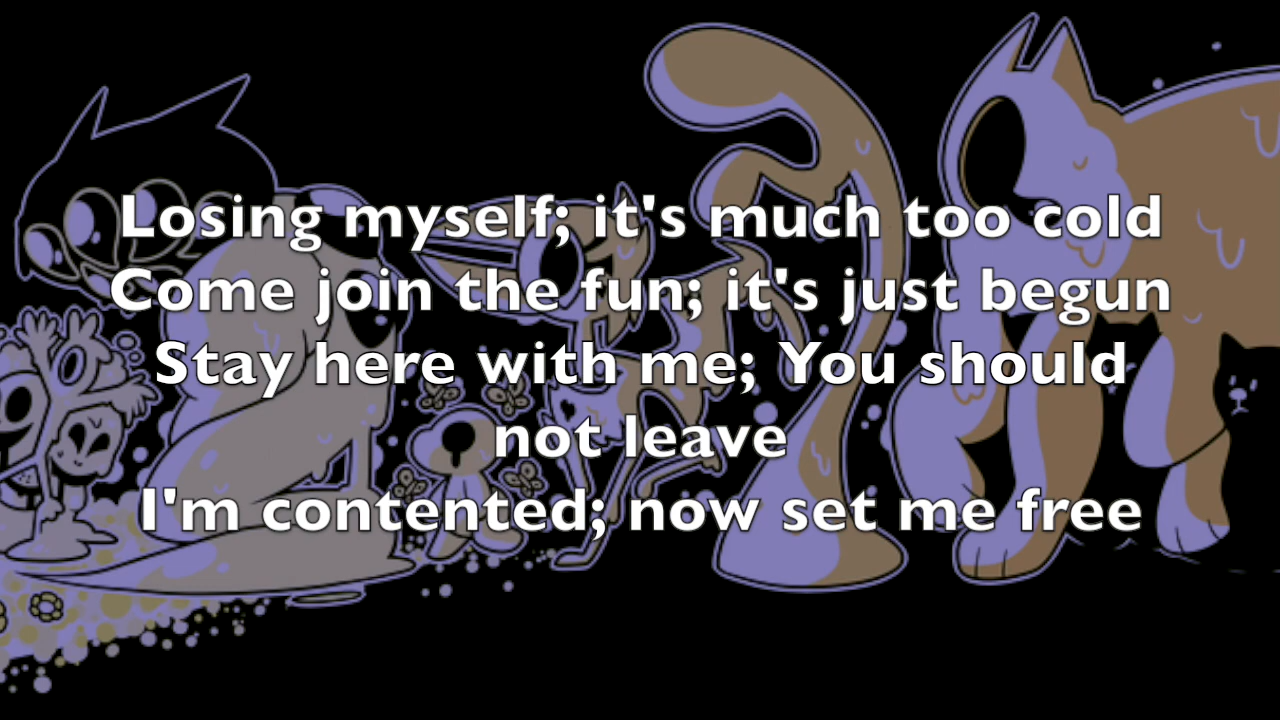 Losing myself; it's much too cold
Come join the fun; it's just begun
Stay here with me; You should
not leave
I'm contented; now set me free